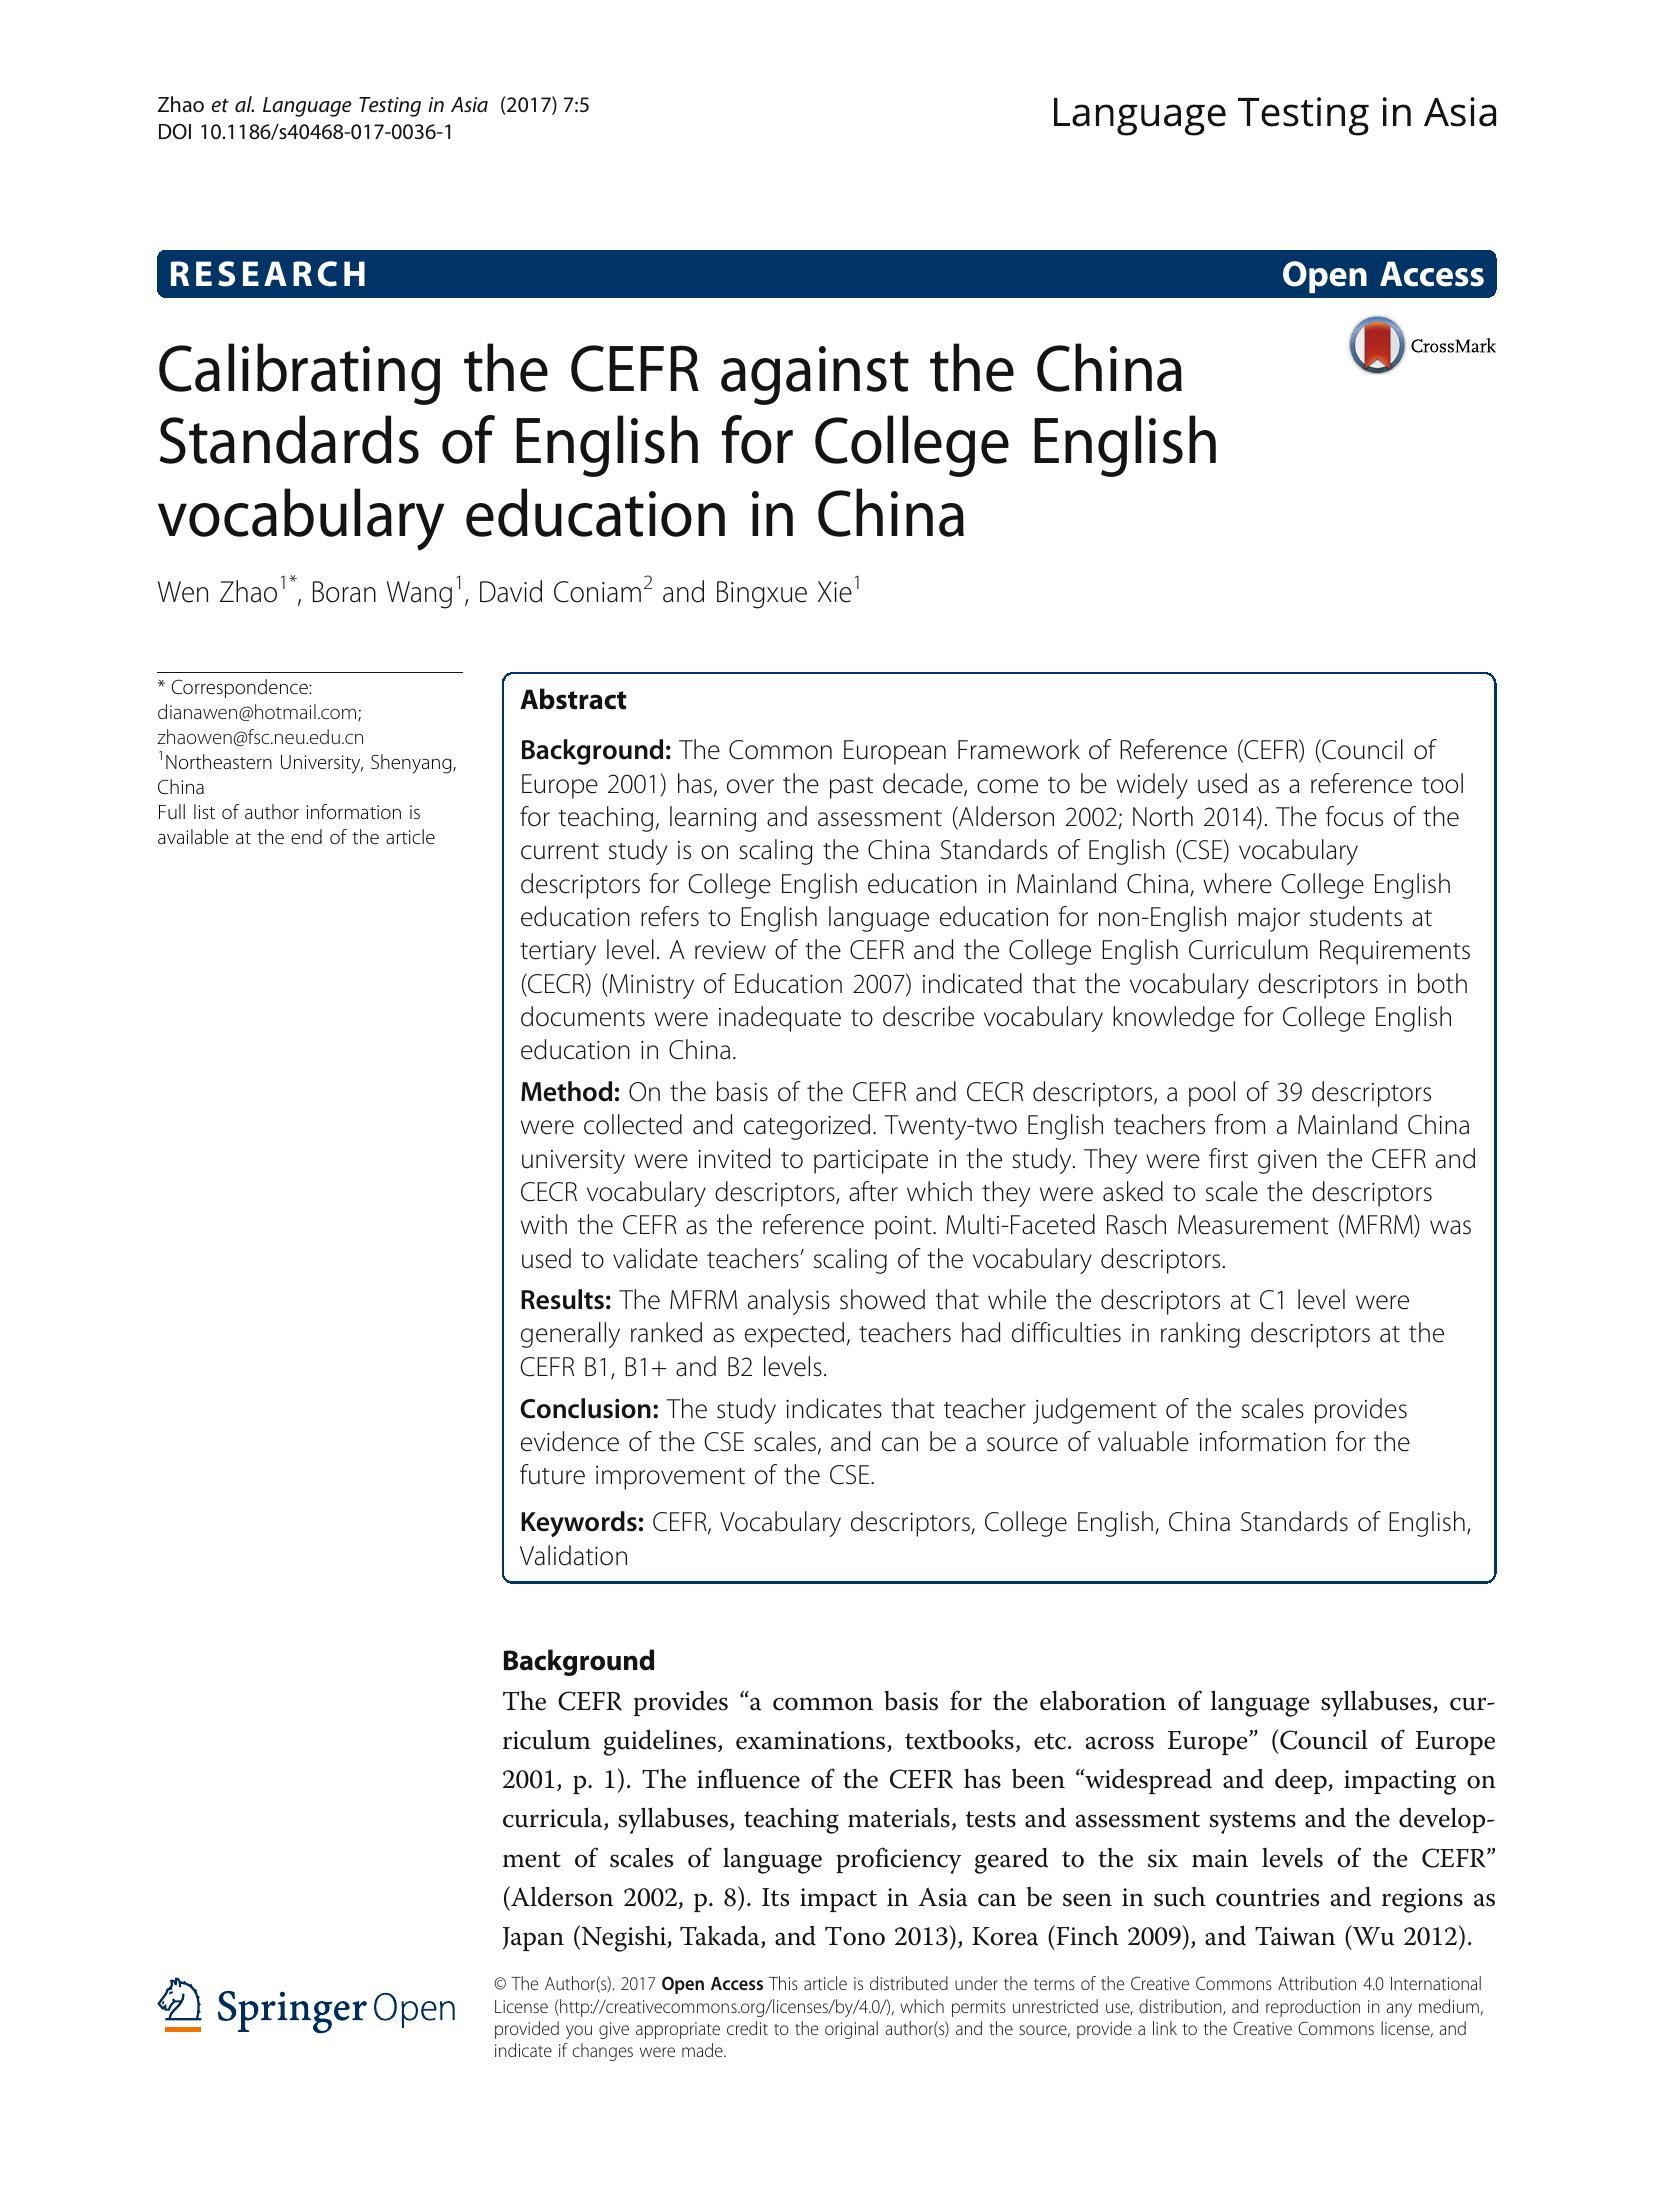 Zhao et al. Language Testing in Asia (2017) 7:5
DOI 10.1186/s40468-017-0036-1
Language Testing in Asia
RESEARCH
Open Access
CrossMark
Calibrating the CEFR against the China
Standards of English for College English
vocabulary education in China
Wen Zhao1*, Boran Wang1, David Coniam2 and Bingxue Xie1
* Correspondence:
dianawen@hotmail.com;
zhaowen@fsc.neu.edu.cn
1Northeastern University, Shenyang,
China
Full list of author information is
available at the end of the article
Abstract
Background: The Common European Framework of Reference (CEFR) (Council of
Europe 2001) has, over the past decade, come to be widely used as a reference tool
for teaching, learning and assessment (Alderson 2002; North 2014). The focus of the
current study is on scaling the China Standards of English (CSE) vocabulary
descriptors for College English education in Mainland China, where College English
education refers to English language education for non-English major students at
tertiary level. A review of the CEFR and the College English Curriculum Requirements
(CECR) (Ministry of Education 2007) indicated that the vocabulary descriptors in both
documents were inadequate to describe vocabulary knowledge for College English
education in China.
Method: On the basis of the CEFR and CECR descriptors, a pool of 39 descriptors
were collected and categorized. Twenty-two English teachers from a Mainland China
university were invited to participate in the study. They were first given the CEFR and
CECR vocabulary descriptors, after which they were asked to scale the descriptors
with the CEFR as the reference point. Multi-Faceted Rasch Measurement (MFRM) was
used to validate teachers’ scaling of the vocabulary descriptors.
Results: The MFRM analysis showed that while the descriptors at C1 level were
generally ranked as expected, teachers had difficulties in ranking descriptors at the
CEFR B1, B1+ and B2 levels.
Conclusion: The study indicates that teacher judgement of the scales provides
evidence of the CSE scales, and can be a source of valuable information for the
future improvement of the CSE.
Keywords: CEFR, Vocabulary descriptors, College English, China Standards of English,
Validation
Background
The CEFR provides “a common basis for the elaboration of language syllabuses, cur-
riculum guidelines, examinations, textbooks, etc. across Europe” (Council of Europe
2001, p. 1). The influence of the CEFR has been “widespread and deep, impacting on
curricula, syllabuses, teaching materials, tests and assessment systems and the develop-
ment of scales of language proficiency geared to the six main levels of the CEFR”
(Alderson 2002, p. 8). Its impact in Asia can be seen in such countries and regions as
Japan (Negishi, Takada, and Tono 2013), Korea (Finch 2009), and Taiwan (Wu 2012).
Springer Open
© The Author(s). 2017 Open Access This article is distributed under the terms of the Creative Commons Attribution 4.0 International
License (http://creativecommons.org/licenses/by/4.0/), which permits unrestricted use, distribution, and reproduction in any medium,
provided you give appropriate credit to the original author(s) and the source, provide a link to the Creative Commons license, and
indicate if changes were made.